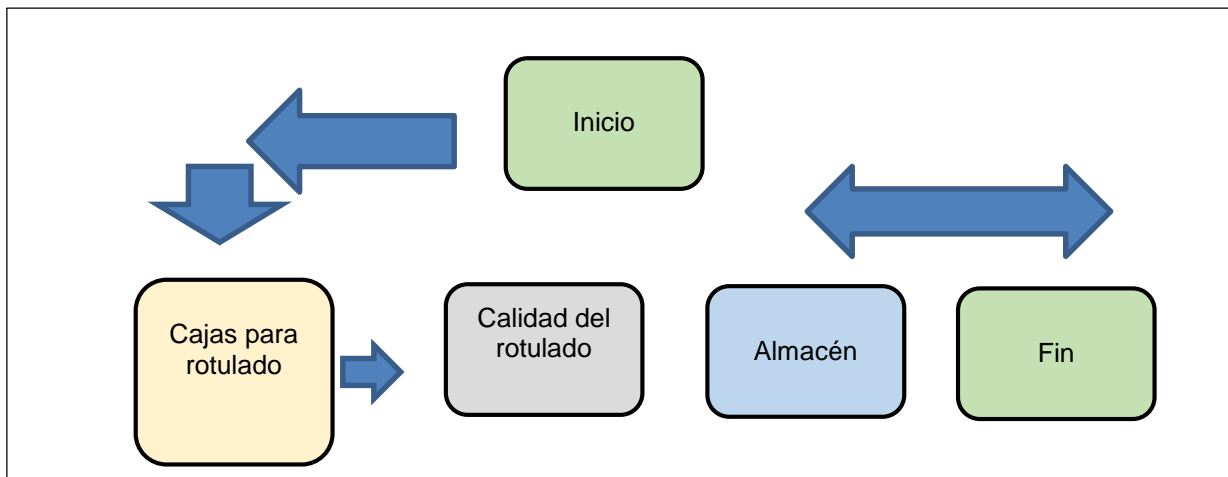 Inicio
Cajas para
rotulado
Calidad del
rotulado
Almacén
Fin